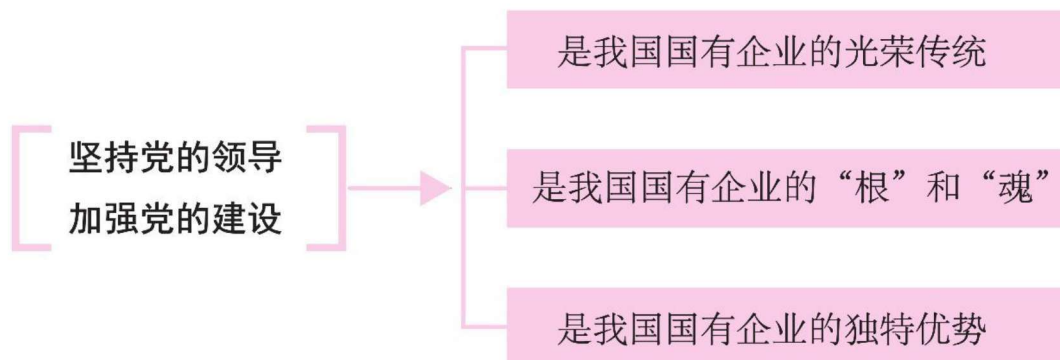 坚持党的领导
加强党的建设
是我国国有企业的光荣传统
是我国国有企业的“根”和“魂”
是我国国有企业的独特优势